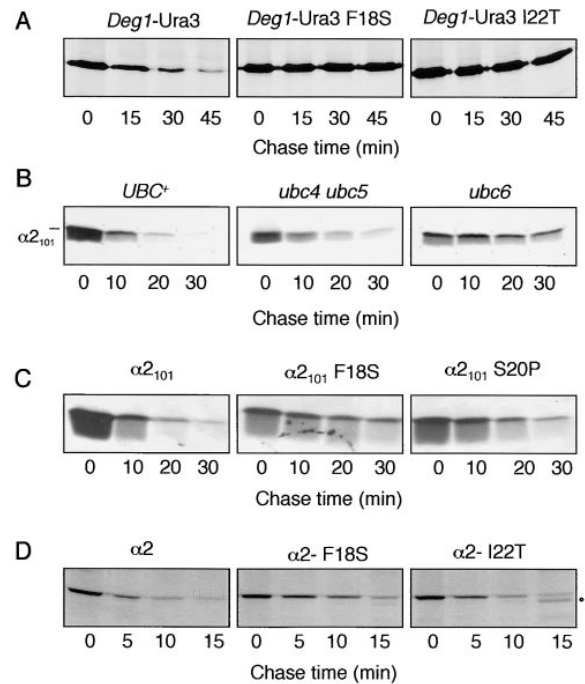 A
Deg1-Ura3 Deg1-Ura3 F18S Deg1-Ura3 I22T
0 15 30 45 0 15 30 45 0 15 30 45
Chase time (min)
B
UBC+ ubc4 ubc5 ubc6
α2101
0 10 20 30 0 10 20 30 0 10 20 30
Chase time (min)
C
α2101 α2101 F18S α2101 S20P
0 10 20 30 0 10 20 30 0 10 20 30
Chase time (min)
D
α2 α2- F18S α2- I22T
0 5 10 15 0 5 10 15 0 5 10 15
Chase time (min)